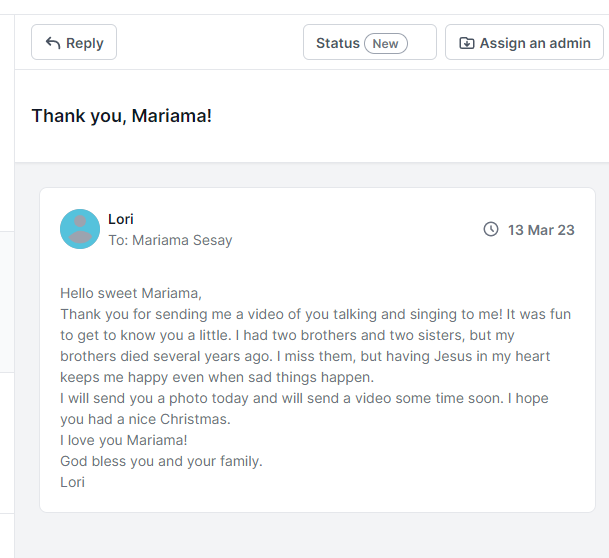 Reply
Status New
Assign an admin
Thank you, Mariama!
Lori
To: Mariama Sesay
13 Mar 23
Hello sweet Mariama,
Thank you for sending me a video of you talking and singing to me! It was fun
to get to know you a little. I had two brothers and two sisters, but my
brothers died several years ago. I miss them, but having Jesus in my heart
keeps me happy even when sad things happen.
I will send you a photo today and will send a video some time soon. I hope
you had a nice Christmas.
I love you Mariama!
God bless you and your family.
Lori